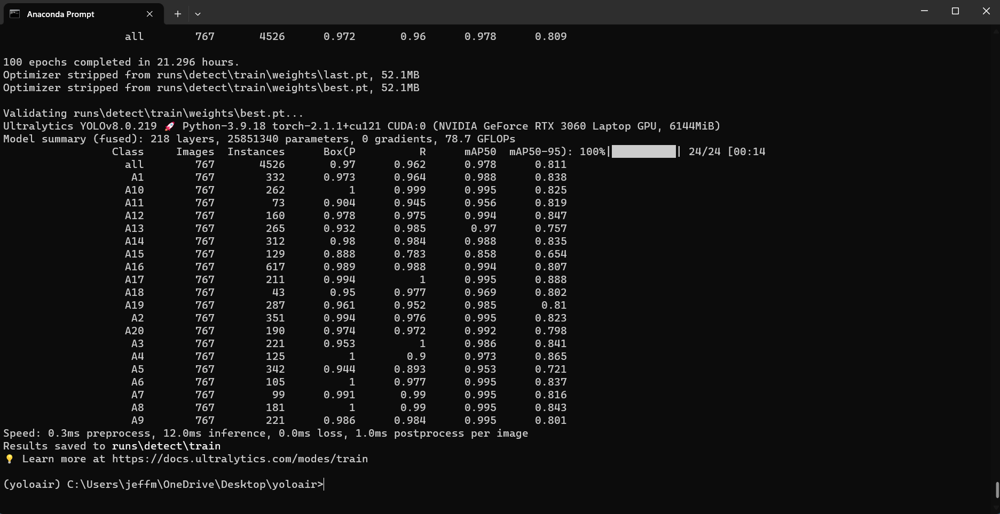 Anaconda Prompt
all 767 4526 0.972 0.96 0.978 0.809
100 epochs completed in 21.296 hours.
Optimizer stripped from runs\detect\train\weights\last.pt, 52.1MB
Optimizer stripped from runs\detect\train\weights\best.pt, 52.1MB
Validating runs\detect\train\weights\best.pt...
Ultralytics YOLOv8.0.219 🚀 Python-3.9.18 torch-2.1.1+cu121 CUDA:0 (NVIDIA GeForce RTX 3060 Laptop GPU, 6144MiB)
Model summary (fused): 218 layers, 25851340 parameters, 0 gradients, 78.7 GFLOPs
Class Images Instances Box(P R mAP50 mAP50-95): 100%|██████████| 24/24 [00:14
all 767 4526 0.97 0.962 0.978 0.811
A1 767 332 0.973 0.964 0.988 0.838
A10 767 262 1 0.999 0.995 0.825
A11 767 73 0.904 0.945 0.956 0.819
A12 767 160 0.978 0.975 0.994 0.847
A13 767 265 0.932 0.985 0.97 0.757
A14 767 312 0.98 0.984 0.988 0.835
A15 767 129 0.888 0.783 0.858 0.654
A16 767 617 0.989 0.988 0.994 0.807
A17 767 211 0.994 1 0.995 0.888
A18 767 43 0.95 0.977 0.969 0.802
A19 767 287 0.961 0.952 0.985 0.81
A2 767 351 0.994 0.976 0.995 0.823
A20 767 190 0.974 0.972 0.992 0.798
A3 767 221 0.953 1 0.986 0.841
A4 767 125 1 0.9 0.973 0.865
A5 767 342 0.944 0.893 0.953 0.721
A6 767 105 1 0.977 0.995 0.837
A7 767 99 0.991 0.99 0.995 0.816
A8 767 181 1 0.99 0.995 0.843
A9 767 221 0.986 0.984 0.995 0.801
Speed: 0.3ms preprocess, 12.0ms inference, 0.0ms loss, 1.0ms postprocess per image
Results saved to runs\detect\train
💡 Learn more at https://docs.ultralytics.com/modes/train
(yoloair) C:\Users\jeffm\OneDrive\Desktop\yoloair>